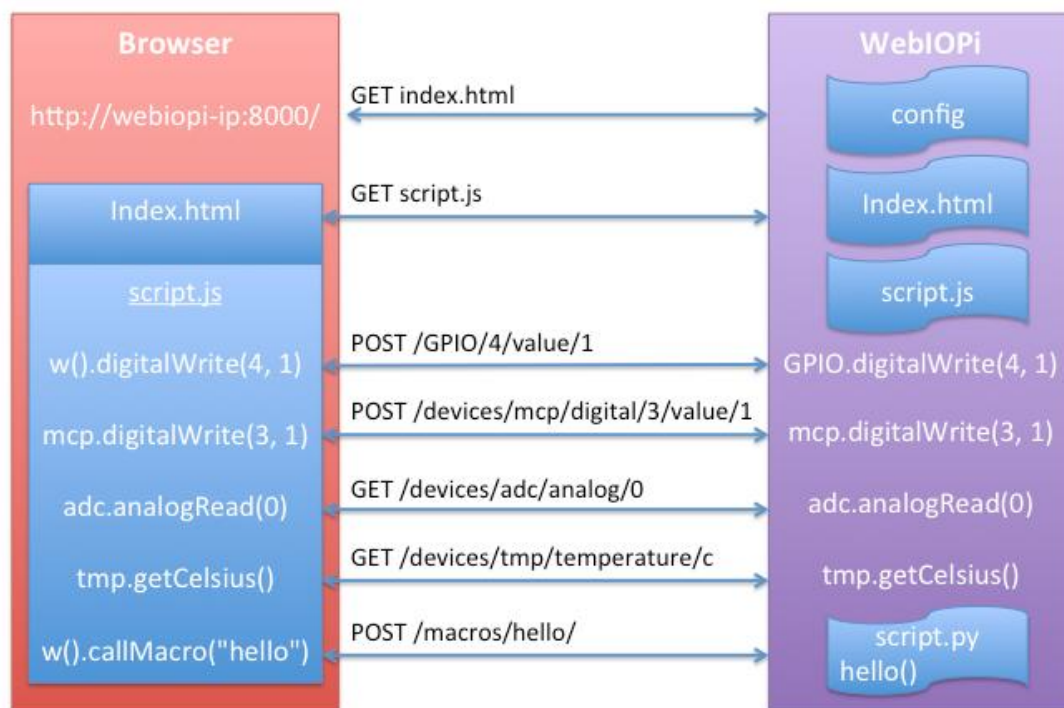 Browser
WebIOPi
http://webiopi-ip:8000/
GET index.html
config
Index.html
GET script.js
Index.html
script.js
script.js
w().digitalWrite(4, 1)
POST /GPIO/4/value/1
GPIO.digitalWrite(4, 1)
mcp.digitalWrite(3, 1)
POST /devices/mcp/digital/3/value/1
mcp.digitalWrite(3, 1)
adc.analogRead(0)
GET /devices/adc/analog/0
adc.analogRead(0)
tmp.getCelsius()
GET /devices/tmp/temperature/c
tmp.getCelsius()
w().callMacro("hello")
POST /macros/hello/
script.py
hello()